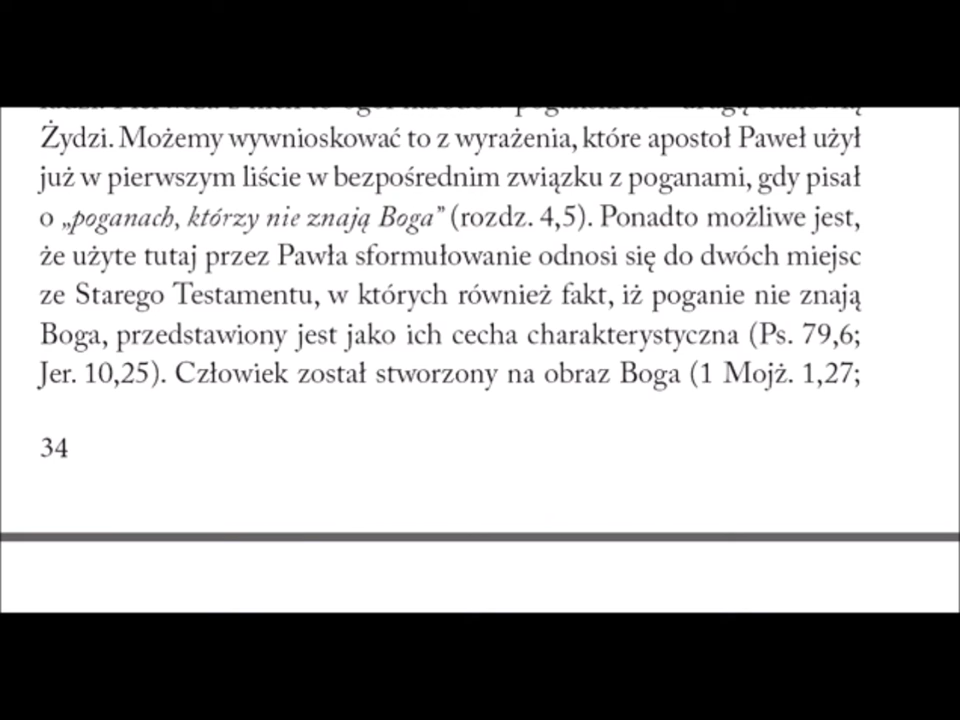 Żydzi. Możemy wywnioskować to z wyrażenia, które apostoł Paweł użył
już w pierwszym liście w bezpośrednim związku z poganami, gdy pisał
o „poganach, którzy nie znają Boga” (rozdz. 4,5). Ponadto możliwe jest,
że użyte tutaj przez Pawła sformułowanie odnosi się do dwóch miejsc
ze Starego Testamentu, w których również fakt, iż poganie nie znają
Boga, przedstawiony jest jako ich cecha charakterystyczna (Ps. 79,6;
Jer. 10,25). Człowiek został stworzony na obraz Boga (1 Mojż. 1,27;
34